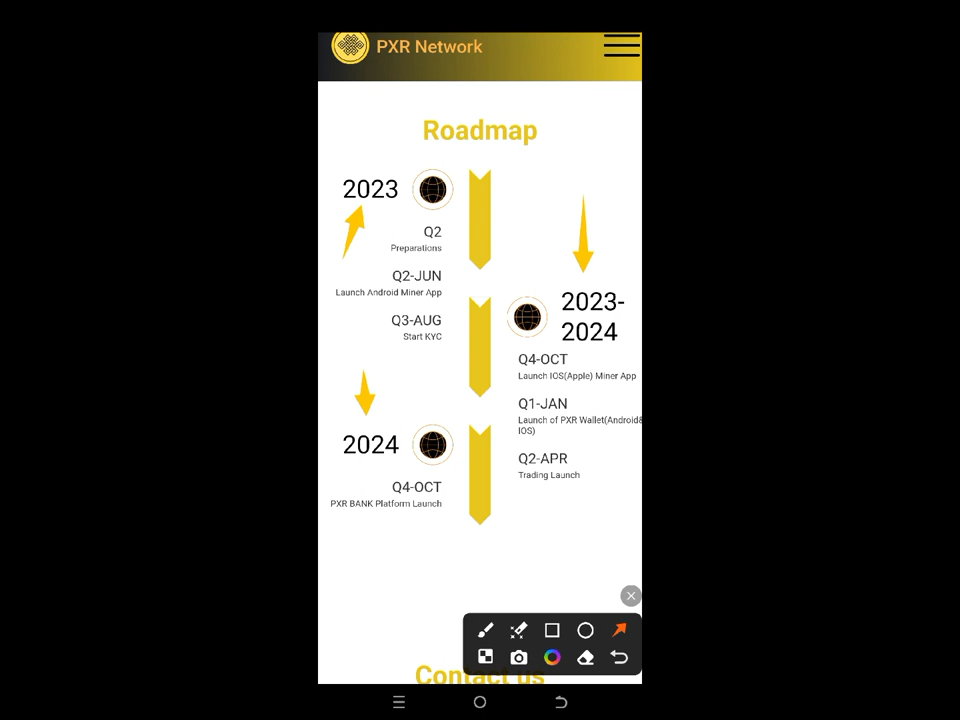 PXR Network
Roadmap
2023
Q2
Preparations
Q2-JUN
Launch Android Miner App
Q3-AUG
Start KYC
2023-
2024
Q4-OCT
Launch IOS(Apple) Miner App
Q1-JAN
Launch of PXR Wallet(Android&
IOS)
Q2-APR
Trading Launch
2024
Q4-OCT
PXR BANK Platform Launch
Contact us